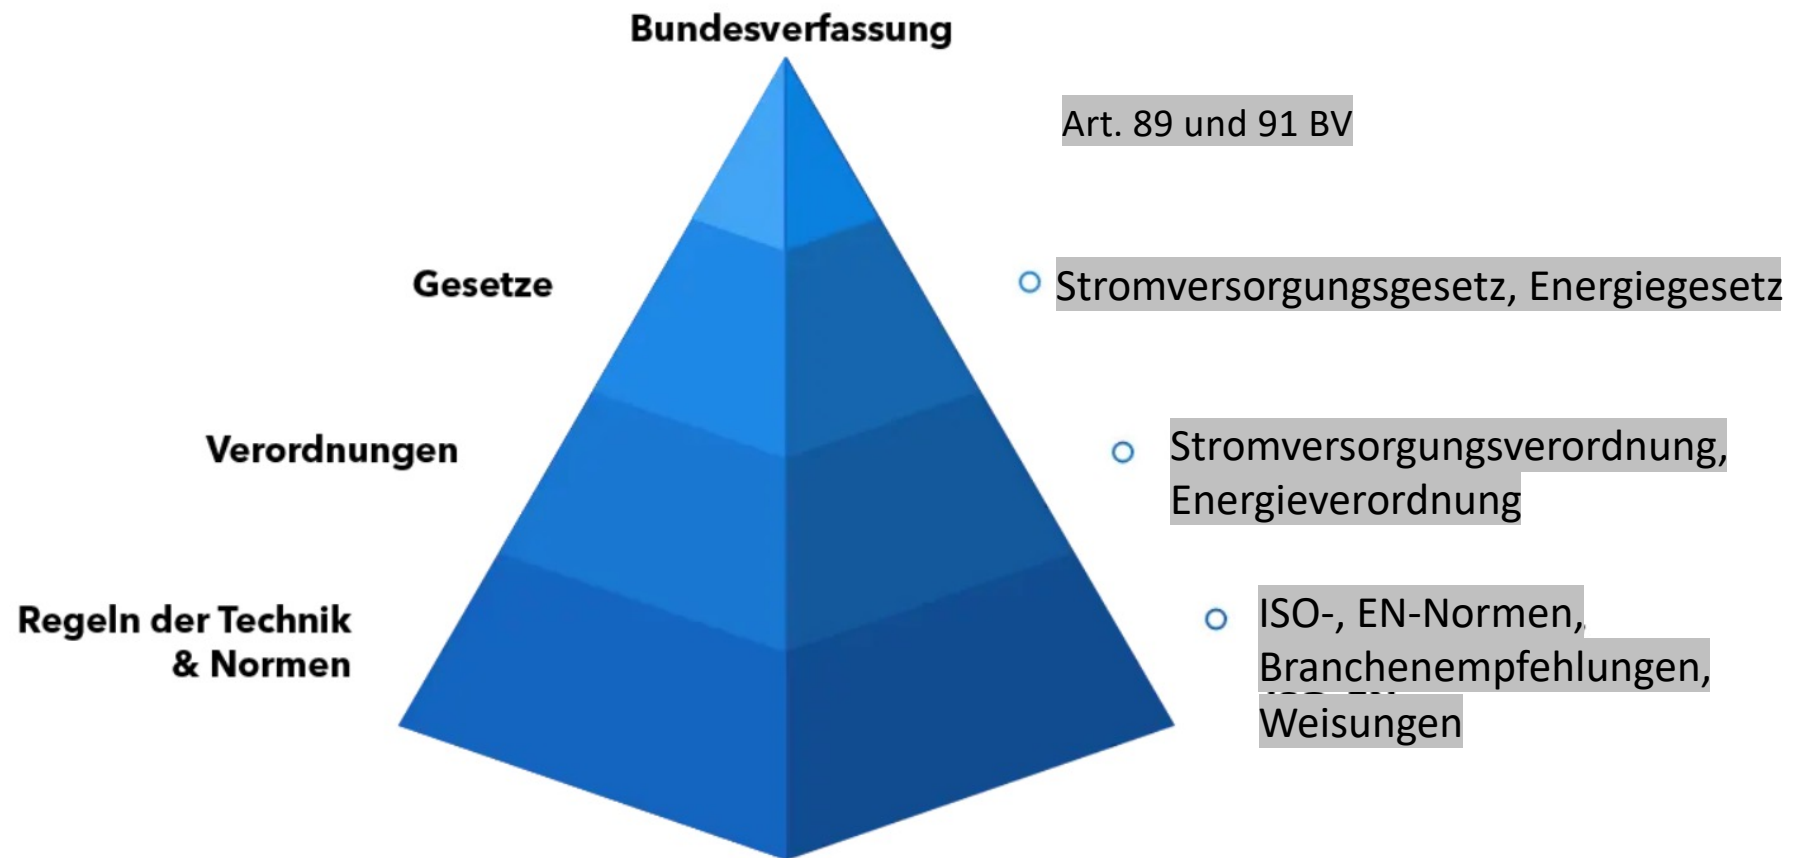 Bundesverfassung
Art. 89 und 91 BV
Gesetze
Stromversorgungsgesetz, Energiegesetz
Verordnungen
Stromversorgungsverordnung,
Energieverordnung
Regeln der Technik
& Normen
ISO-, EN-Normen,
Branchenempfehlungen,
Weisungen